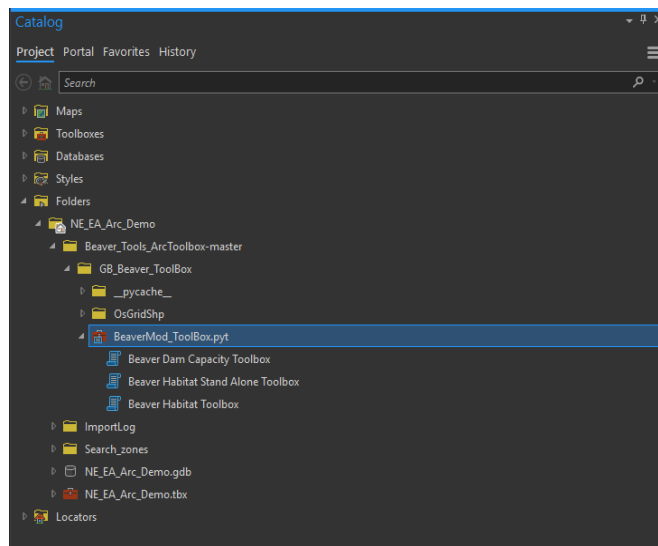 Catalog
Project Portal Favorites History
Search
Maps
Toolboxes
Databases
Styles
Folders
NE_EA_Arc_Demo
Beaver_Tools_ArcToolbox-master
GB_Beaver_ToolBox
__pycache__
OsGridShp
BeaverMod_ToolBox.pyt
Beaver Dam Capacity Toolbox
Beaver Habitat Stand Alone Toolbox
Beaver Habitat Toolbox
ImportLog
Search_zones
NE_EA_Arc_Demo.gdb
NE_EA_Arc_Demo.tbx
Locators